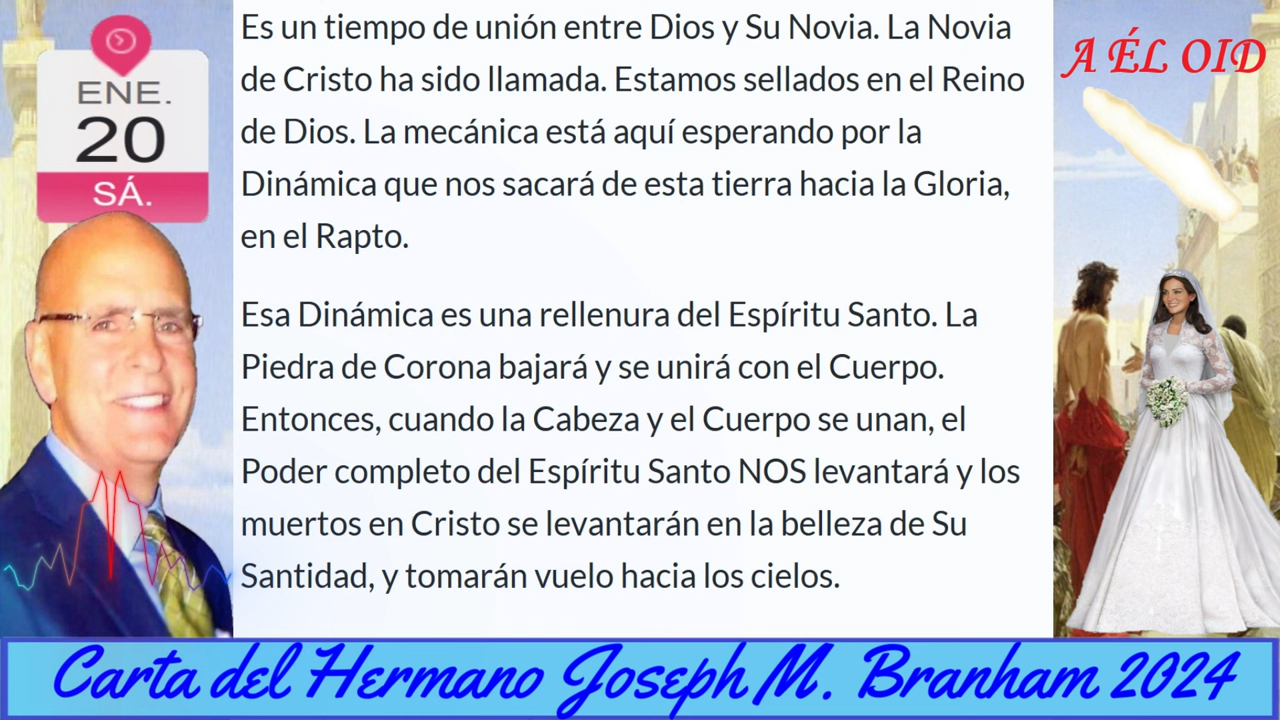 ENE.
20
SÁ.
Es un tiempo de unión entre Dios y Su Novia. La Novia
de Cristo ha sido llamada. Estamos sellados en el Reino
de Dios. La mecánica está aquí esperando por la
Dinámica que nos sacará de esta tierra hacia la Gloria,
en el Rapto.
Esa Dinámica es una rellenura del Espíritu Santo. La
Piedra de Corona bajará y se unirá con el Cuerpo.
Entonces, cuando la Cabeza y el Cuerpo se unan, el
Poder completo del Espíritu Santo NOS levantará y los
muertos en Cristo se levantarán en la belleza de Su
Santidad, y tomarán vuelo hacia los cielos.
A ÉL OID
Carta del Hermano Joseph M. Branham 2024